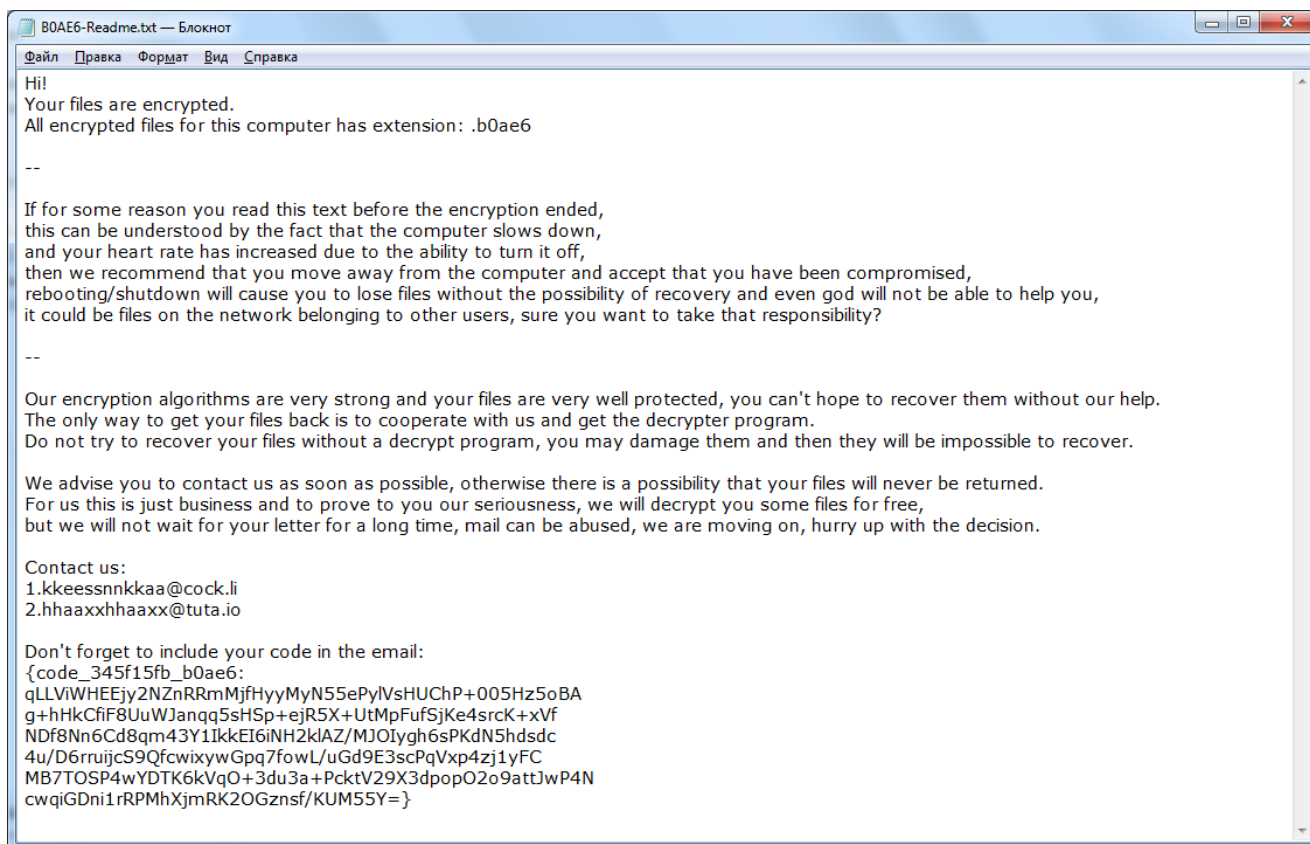 B0AE6-Readme.txt — Блокнот
Файл Правка Формат Вид Справка
Hi!
Your files are encrypted.
All encrypted files for this computer has extension: .b0ae6
--
If for some reason you read this text before the encryption ended,
this can be understood by the fact that the computer slows down,
and your heart rate has increased due to the ability to turn it off,
then we recommend that you move away from the computer and accept that you have been compromised,
rebooting/shutdown will cause you to lose files without the possibility of recovery and even god will not be able to help you,
it could be files on the network belonging to other users, sure you want to take that responsibility?
--
Our encryption algorithms are very strong and your files are very well protected, you can't hope to recover them without our help.
The only way to get your files back is to cooperate with us and get the decrypter program.
Do not try to recover your files without a decrypt program, you may damage them and then they will be impossible to recover.
We advise you to contact us as soon as possible, otherwise there is a possibility that your files will never be returned.
For us this is just business and to prove to you our seriousness, we will decrypt you some files for free,
but we will not wait for your letter for a long time, mail can be abused, we are moving on, hurry up with the decision.
Contact us:
1.kkeessnnkkaa@cock.li
2.hhaaxxhhaaxx@tuta.io
Don't forget to include your code in the email:
{code_345f15fb_b0ae6:
qLLViWHEEjy2NZnRRmMjfHyyMyN55ePylVsHUChP+005Hz5oBA
g+hHkCfiF8UuWJanqq5sHSp+ejR5X+UtMpFufSjKe4srcK+xVf
NDf8Nn6Cd8qm43Y1IkkEI6iNH2klAZ/MJOIygh6sPKdN5hdsdc
4u/D6rruijcS9QfcwixywGpq7fowL/uGd9E3scPqVxp4zj1yFC
MB7TOSP4wYDTK6kVqO+3du3a+PcktV29X3dpopO2o9attJwP4N
cwqiGDni1rRPMhXjmRK2OGznsf/KUM55Y=}